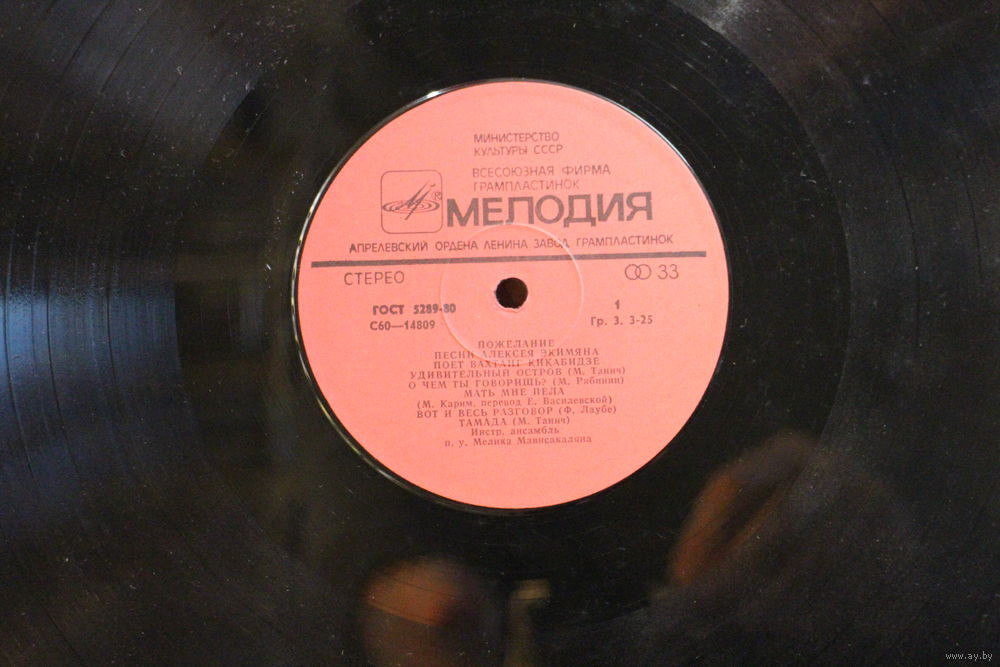 МИНИСТЕРСТВО
КУЛЬТУРЫ СССР
ВСЕСОЮЗНАЯ ФИРМА
ГРАМПЛАСТИНОК
R
МЕЛОДИЯ
АПРЕЛЕВСКИЙ ОРДЕНА ЛЕНИНА ЗАВОД ГРАМПЛАСТИНОК
СТЕРЕО 33
ГОСТ 5289-80 1
С60—14809 Гр. 3. 3-25
ПОЖЕЛАНИЕ
ПЕСНИ АЛЕКСЕЯ ЭКИМЯНА
ПОЕТ ВАХТАНГ КИКАБИДЗЕ
УДИВИТЕЛЬНЫЙ ОСТРОВ (М. Танич)
О ЧЕМ ТЫ ГОВОРИШЬ? (М. Рябинин)
МАТЬ МНЕ ПЕЛА
(М. Карим, перевод Е. Василевской)
ВОТ И ВЕСЬ РАЗГОВОР (Ф. Лаубе)
ТАМАДА (М. Танич)
Инстр. ансамбль
п. у. Мелика Мависакаляна
www.ay.by